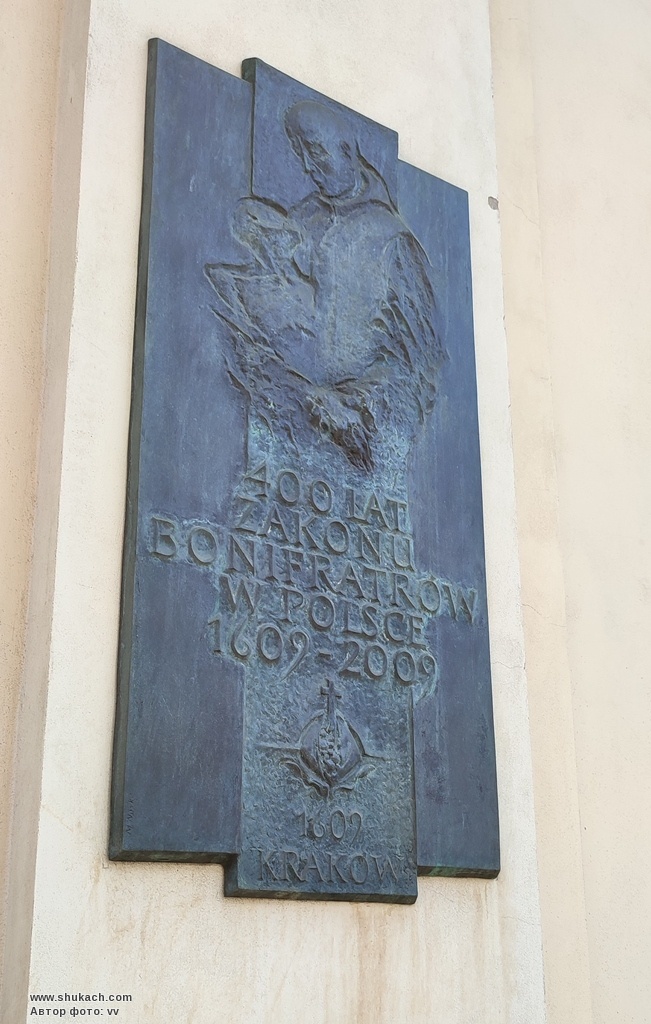 400 LAT
ZAKONU
BONIFRATRÓW
W POLSCE
1609-2009
1609
KRAKÓW
www.shukach.com
Автор фото: vv